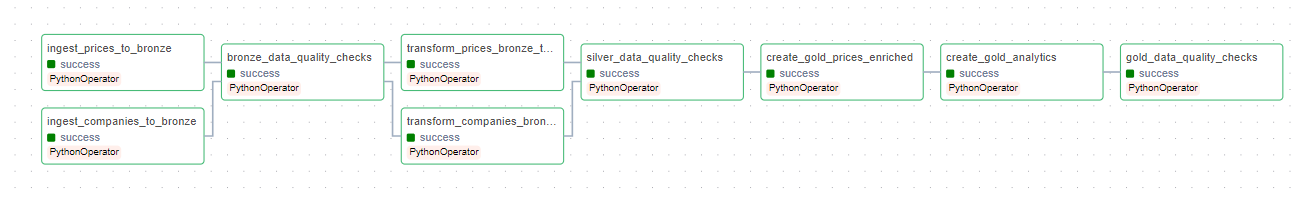 ingest_prices_to_bronze
success
PythonOperator
ingest_companies_to_bronze
success
PythonOperator
bronze_data_quality_checks
success
PythonOperator
transform_prices_bronze_t...
success
PythonOperator
transform_companies_bron...
success
PythonOperator
silver_data_quality_checks
success
PythonOperator
create_gold_prices_enriched
success
PythonOperator
create_gold_analytics
success
PythonOperator
gold_data_quality_checks
success
PythonOperator